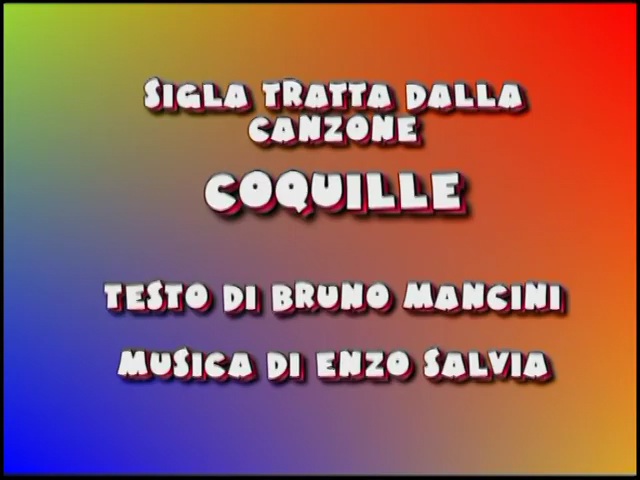 SIGLA TRATTA DALLA
CANZONE
COQUILLE
TESTO DI BRUNO MANCINI
MUSICA DI ENZO SALVIA